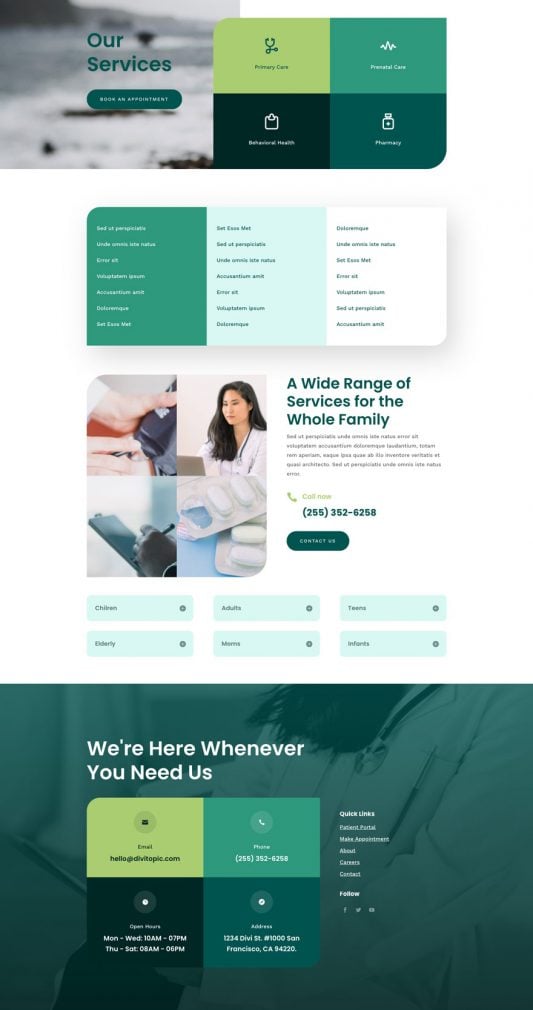 Our
Services
BOOK AN APPOINTMENT
Primary Care
Prenatal Care
Behavioral Health
Pharmacy
Sed ut perspiciatis
Unde omnis iste natus
Error sit
Voluptatem ipsum
Accusantium amit
Doloremque
Set Esos Met
Set Esos Met
Sed ut perspiciatis
Unde omnis iste natus
Accusantium amit
Error sit
Voluptatem ipsum
Doloremque
Doloremque
Unde omnis iste natus
Set Esos Met
Error sit
Voluptatem ipsum
Sed ut perspiciatis
Accusantium amit
A Wide Range of
Services for the
Whole Family
Sed ut perspiciatis unde omnis iste natus error sit
voluptatem accusantium doloremque laudantium, totam
rem aperiam, eaque ipsa quae ab illo inventore veritatis et
quasi architecto. Sed ut perspiciatis unde omnis iste natus
error.
Call now
(255) 352-6258
CONTACT US
Chilren
Adults
Teens
Elderly
Moms
Infants
We're Here Whenever
You Need Us
Email
hello@divitopic.com
Phone
(255) 352-6258
Open Hours
Mon - Wed: 10AM - 07PM
Thu - Sat: 08AM - 06PM
Address
1234 Divi St. #1000 San
Francisco, CA 94220.
Quick Links
Patient Portal
Make Appointment
About
Careers
Contact
Follow